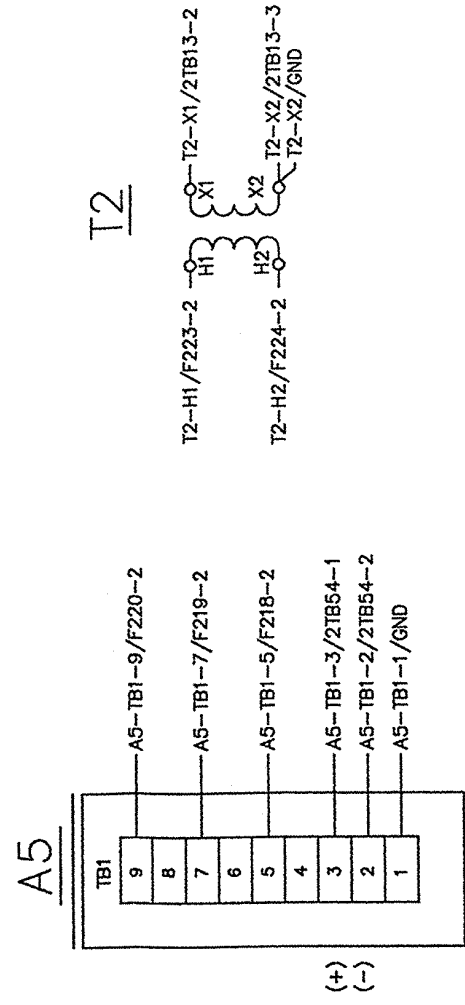 T2
T2-H1/F223-2
H1
X1
T2-X1/2TB13-2
T2-H2/F224-2
H2
X2
T2-X2/2TB13-3
T2-X2/GND
A5
TB1
9
A5-TB1-9/F220-2
8
7
A5-TB1-7/F219-2
6
5
A5-TB1-5/F218-2
4
(+)
3
A5-TB1-3/2TB54-1
(-)
2
A5-TB1-2/2TB54-2
1
A5-TB1-1/GND